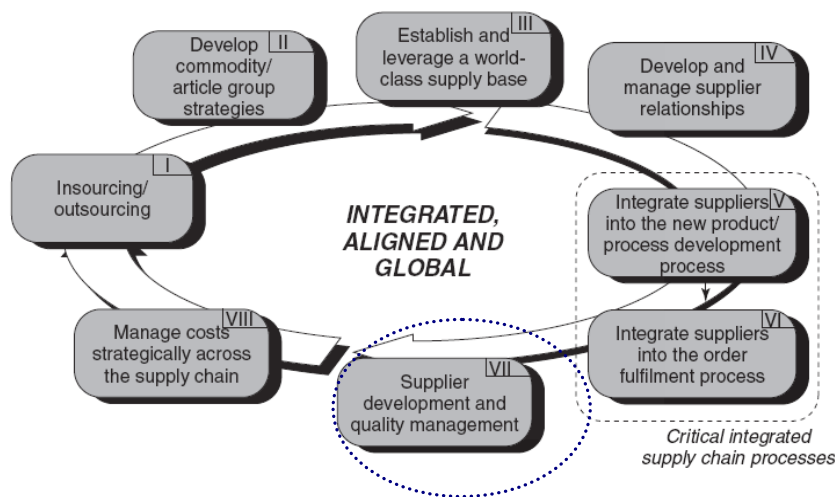 III
Establish and
leverage a world-
class supply base
II
Develop
commodity/
article group
strategies
IV
Develop and
manage supplier
relationships
I
Insourcing/
outsourcing
INTEGRATED,
ALIGNED AND
GLOBAL
V
Integrate suppliers
into the new product/
process development
process
VIII
Manage costs
strategically across
the supply chain
VI
Integrate suppliers
into the order
fulfilment process
VII
Supplier
development and
quality management
Critical integrated
supply chain processes